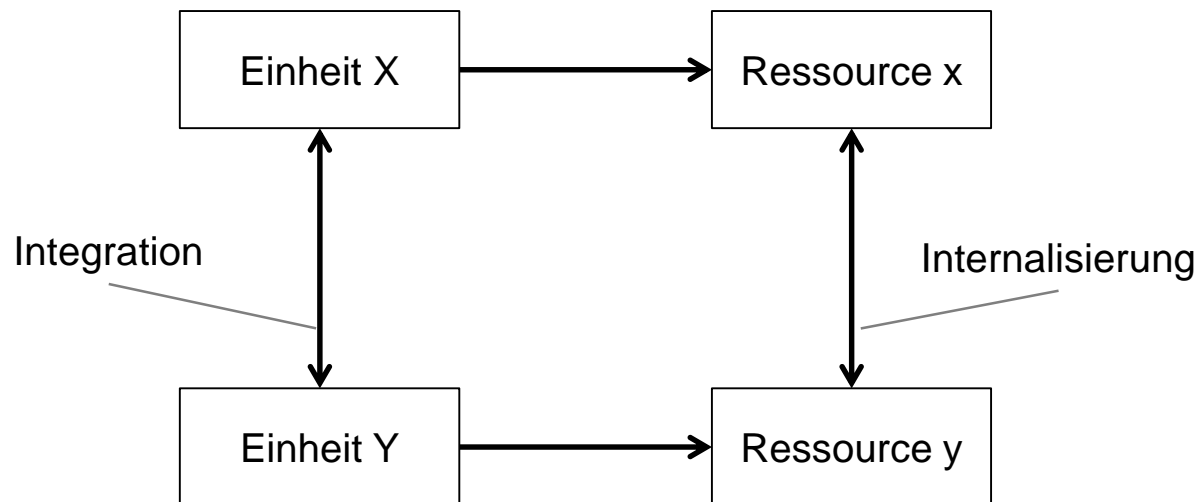 Einheit X
Ressource x
Integration
Internalisierung
Einheit Y
Ressource y